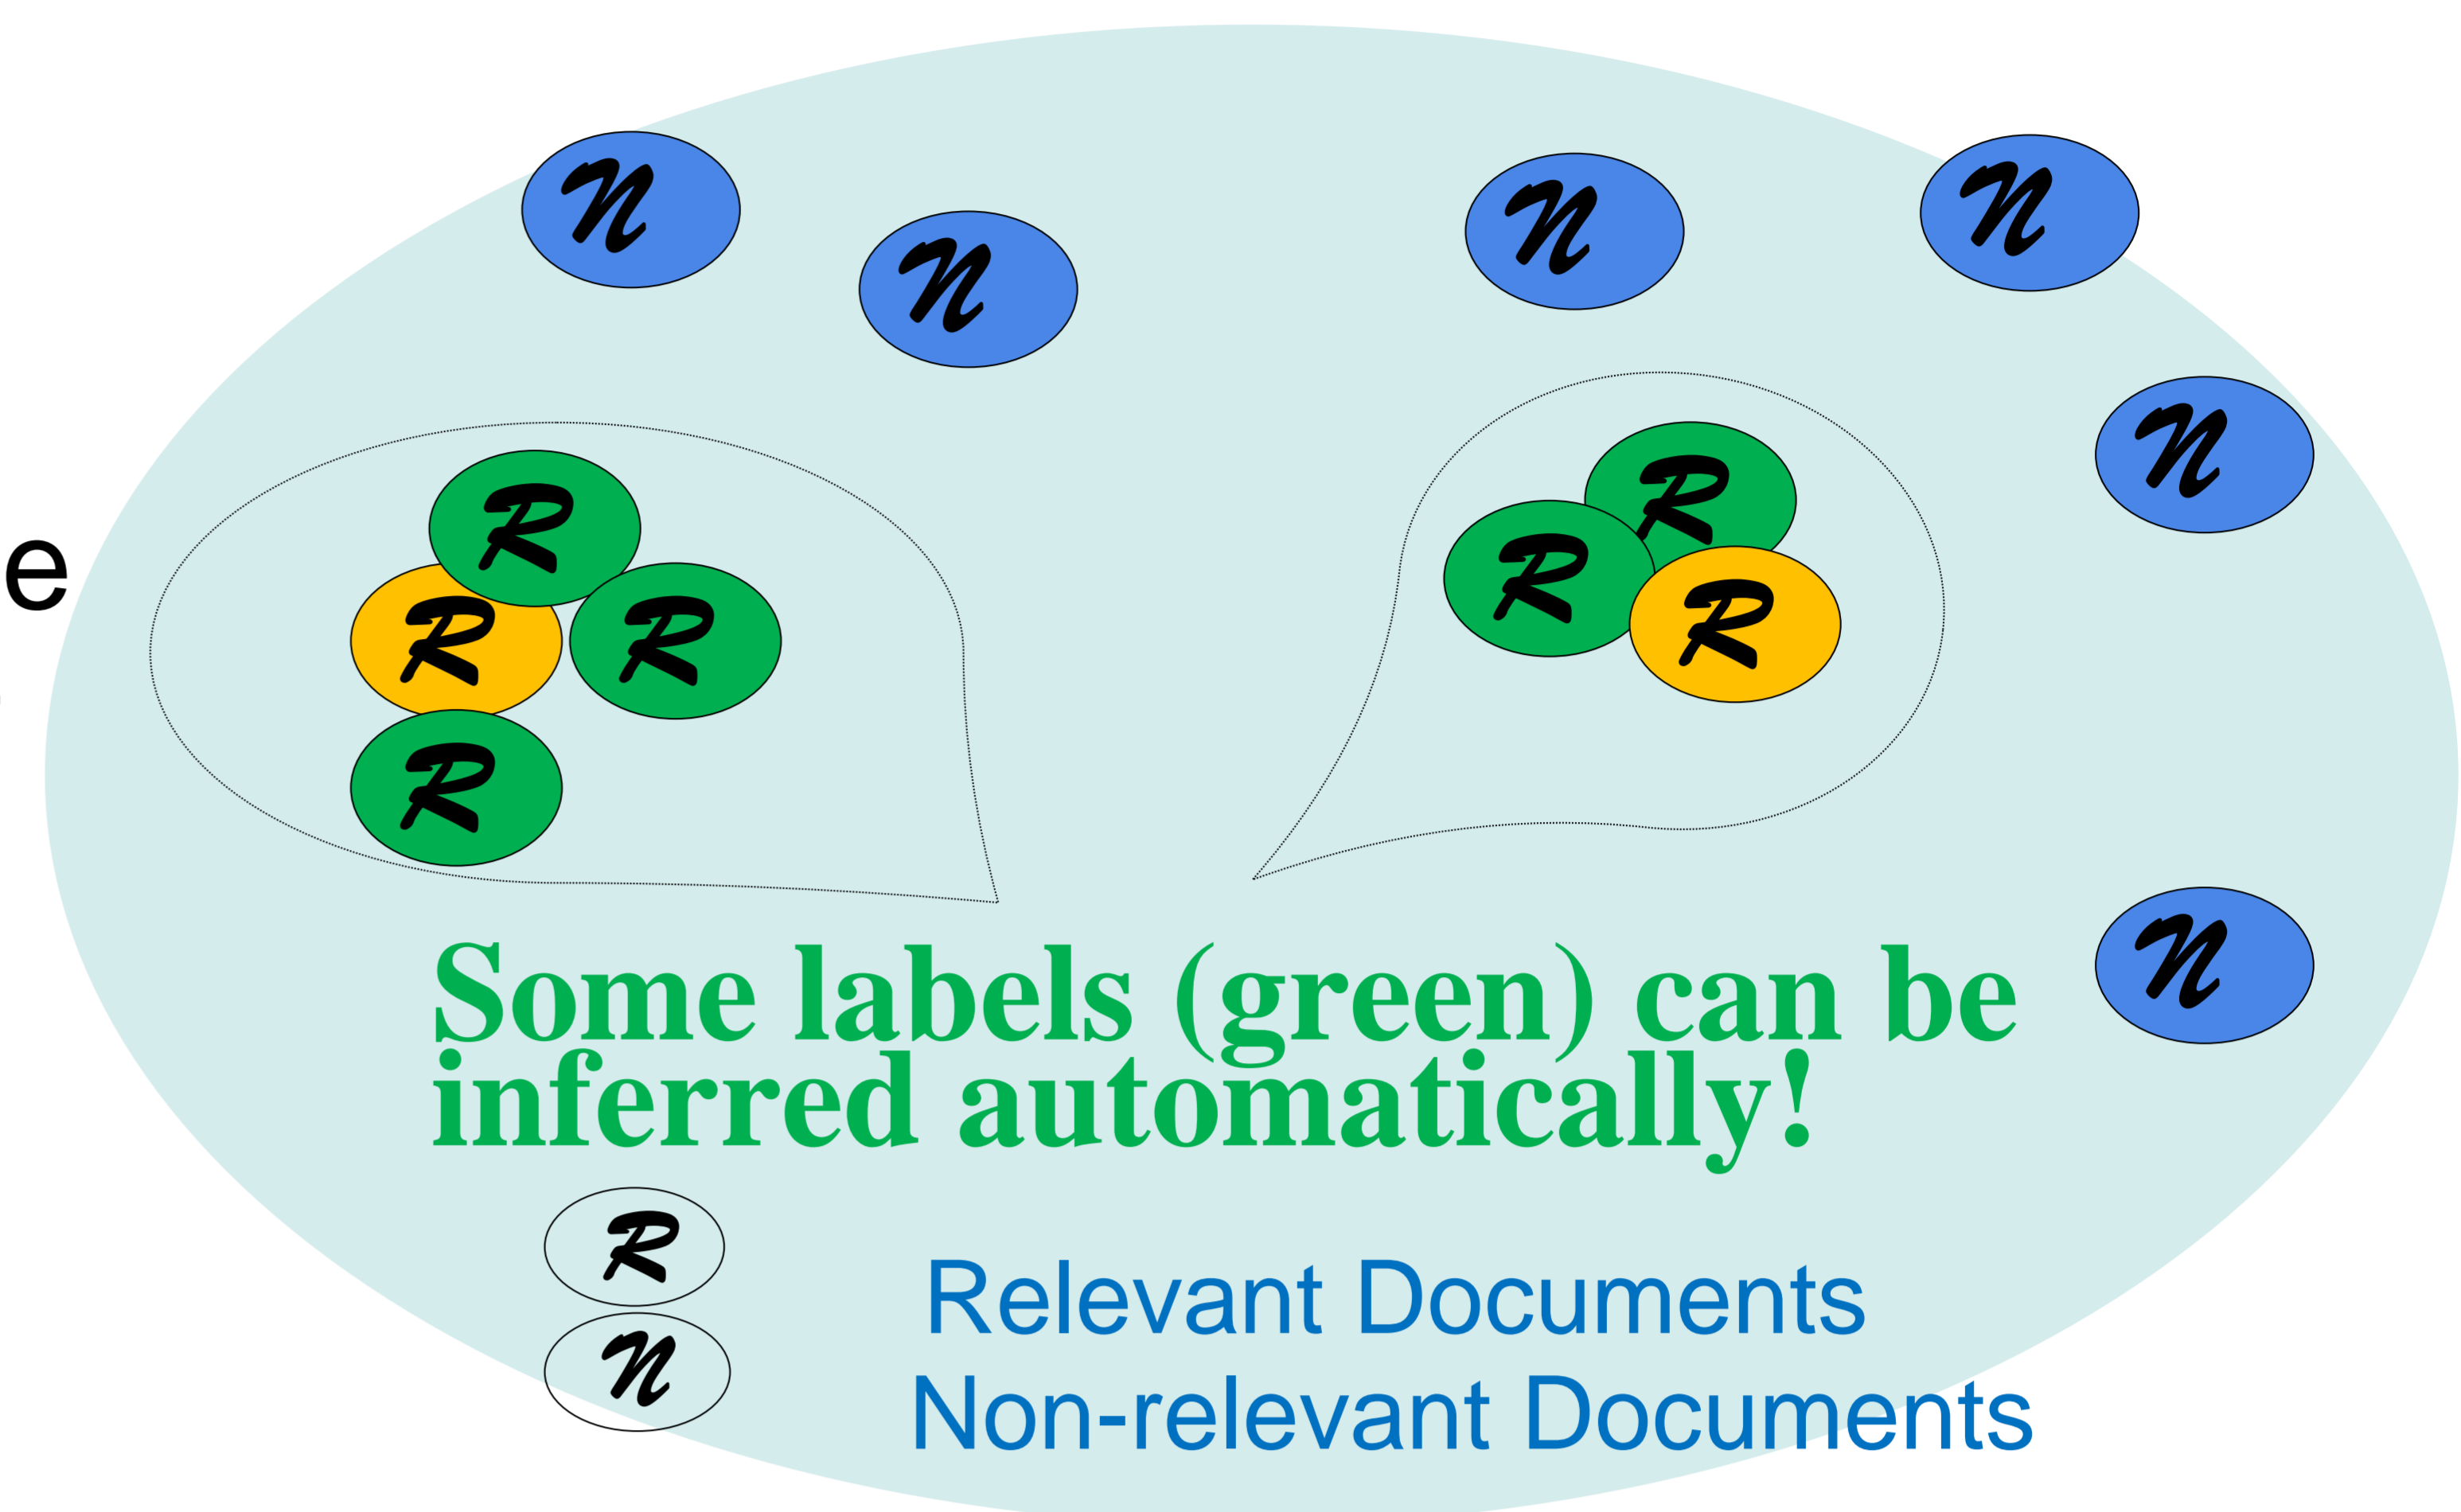 N
N
N
N
N
R
R
R
R
R
R
R
e
N
Some labels (green) can be
inferred automatically!
R Relevant Documents
N Non-relevant Documents